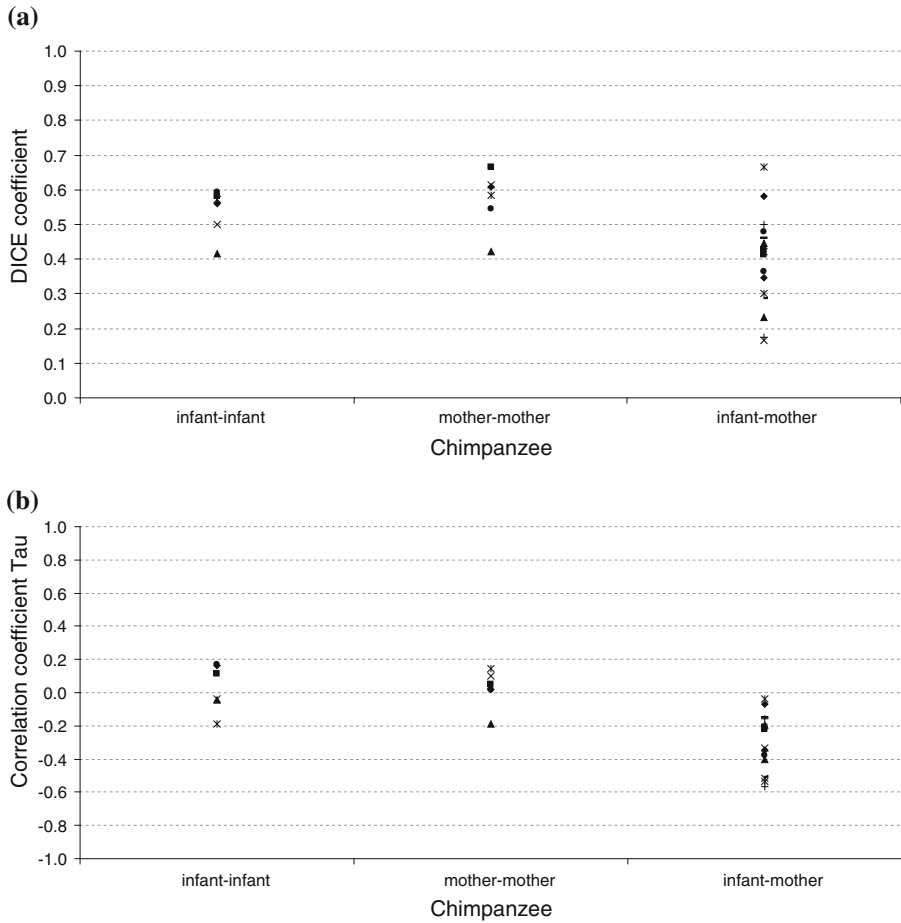 (a)
1.0
0.9
0.8
0.7
0.6
0.5
0.4
0.3
0.2
0.1
0.0
DICE coefficient
infant-infant mother-mother infant-mother
Chimpanzee
(b)
1.0
0.8
0.6
0.4
0.2
0.0
-0.2
-0.4
-0.6
-0.8
-1.0
Correlation coefficient Tau
infant-infant mother-mother infant-mother
Chimpanzee